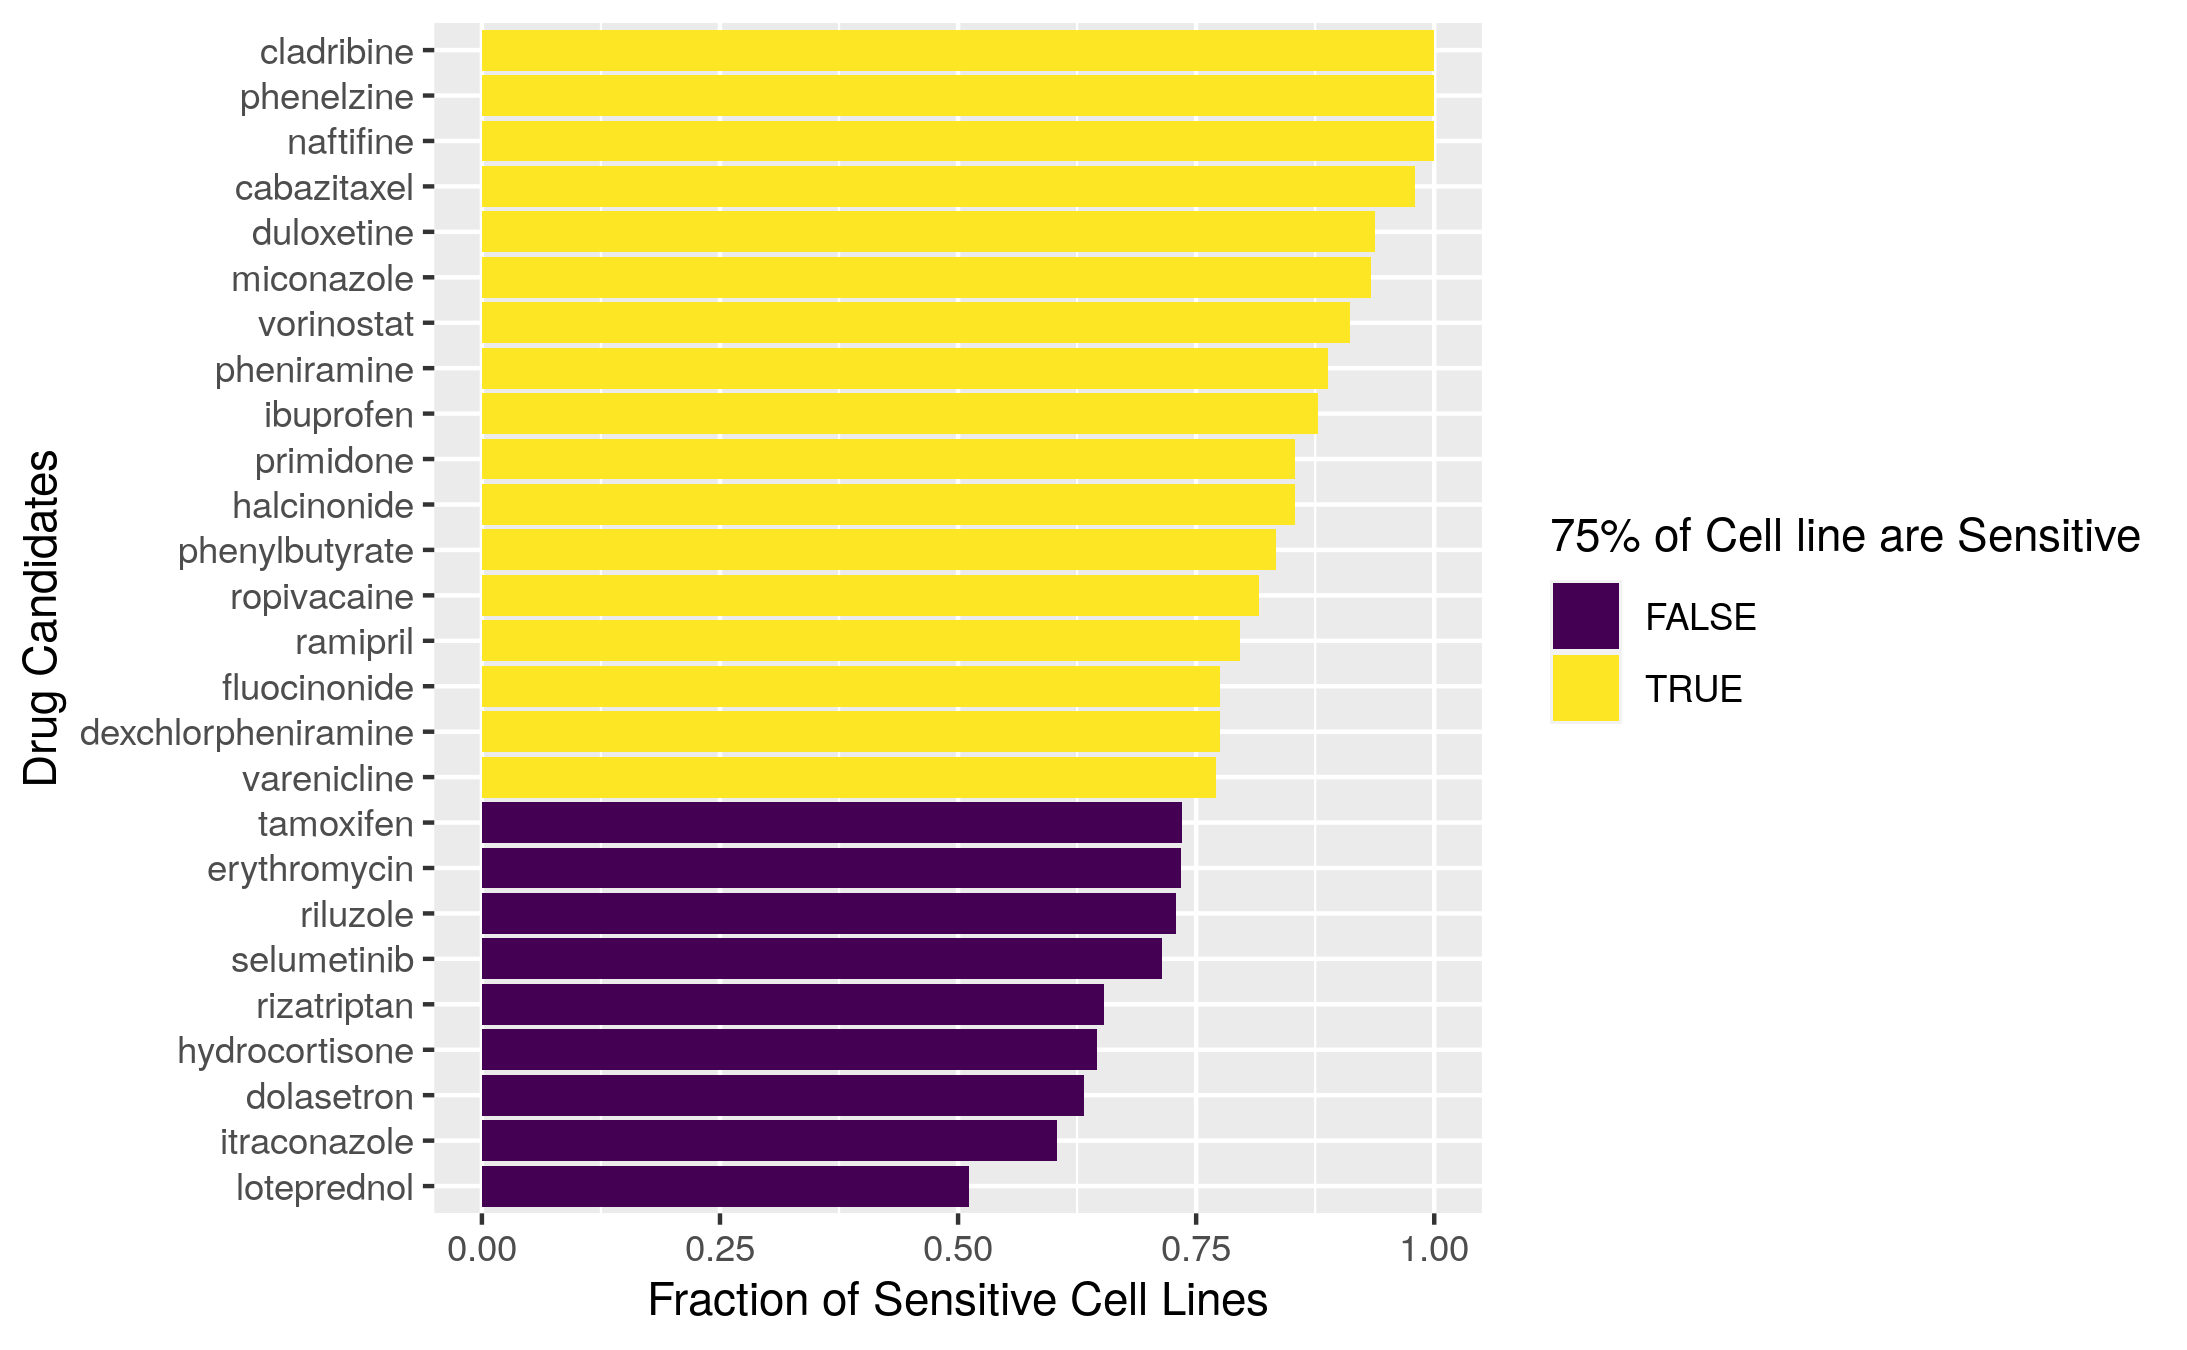 cladribine
phenelzine
naftifine
cabazitaxel
duloxetine
miconazole
vorinostat
pheniramine
ibuprofen
primidone
halcinonide
phenylbutyrate
ropivacaine
ramipril
fluocinonide
dexchlorpheniramine
varenicline
tamoxifen
erythromycin
riluzole
selumetinib
rizatriptan
hydrocortisone
dolasetron
itraconazole
loteprednol
Drug Candidates
0.00 0.25 0.50 0.75 1.00
Fraction of Sensitive Cell Lines
75% of Cell line are Sensitive
FALSE
TRUE